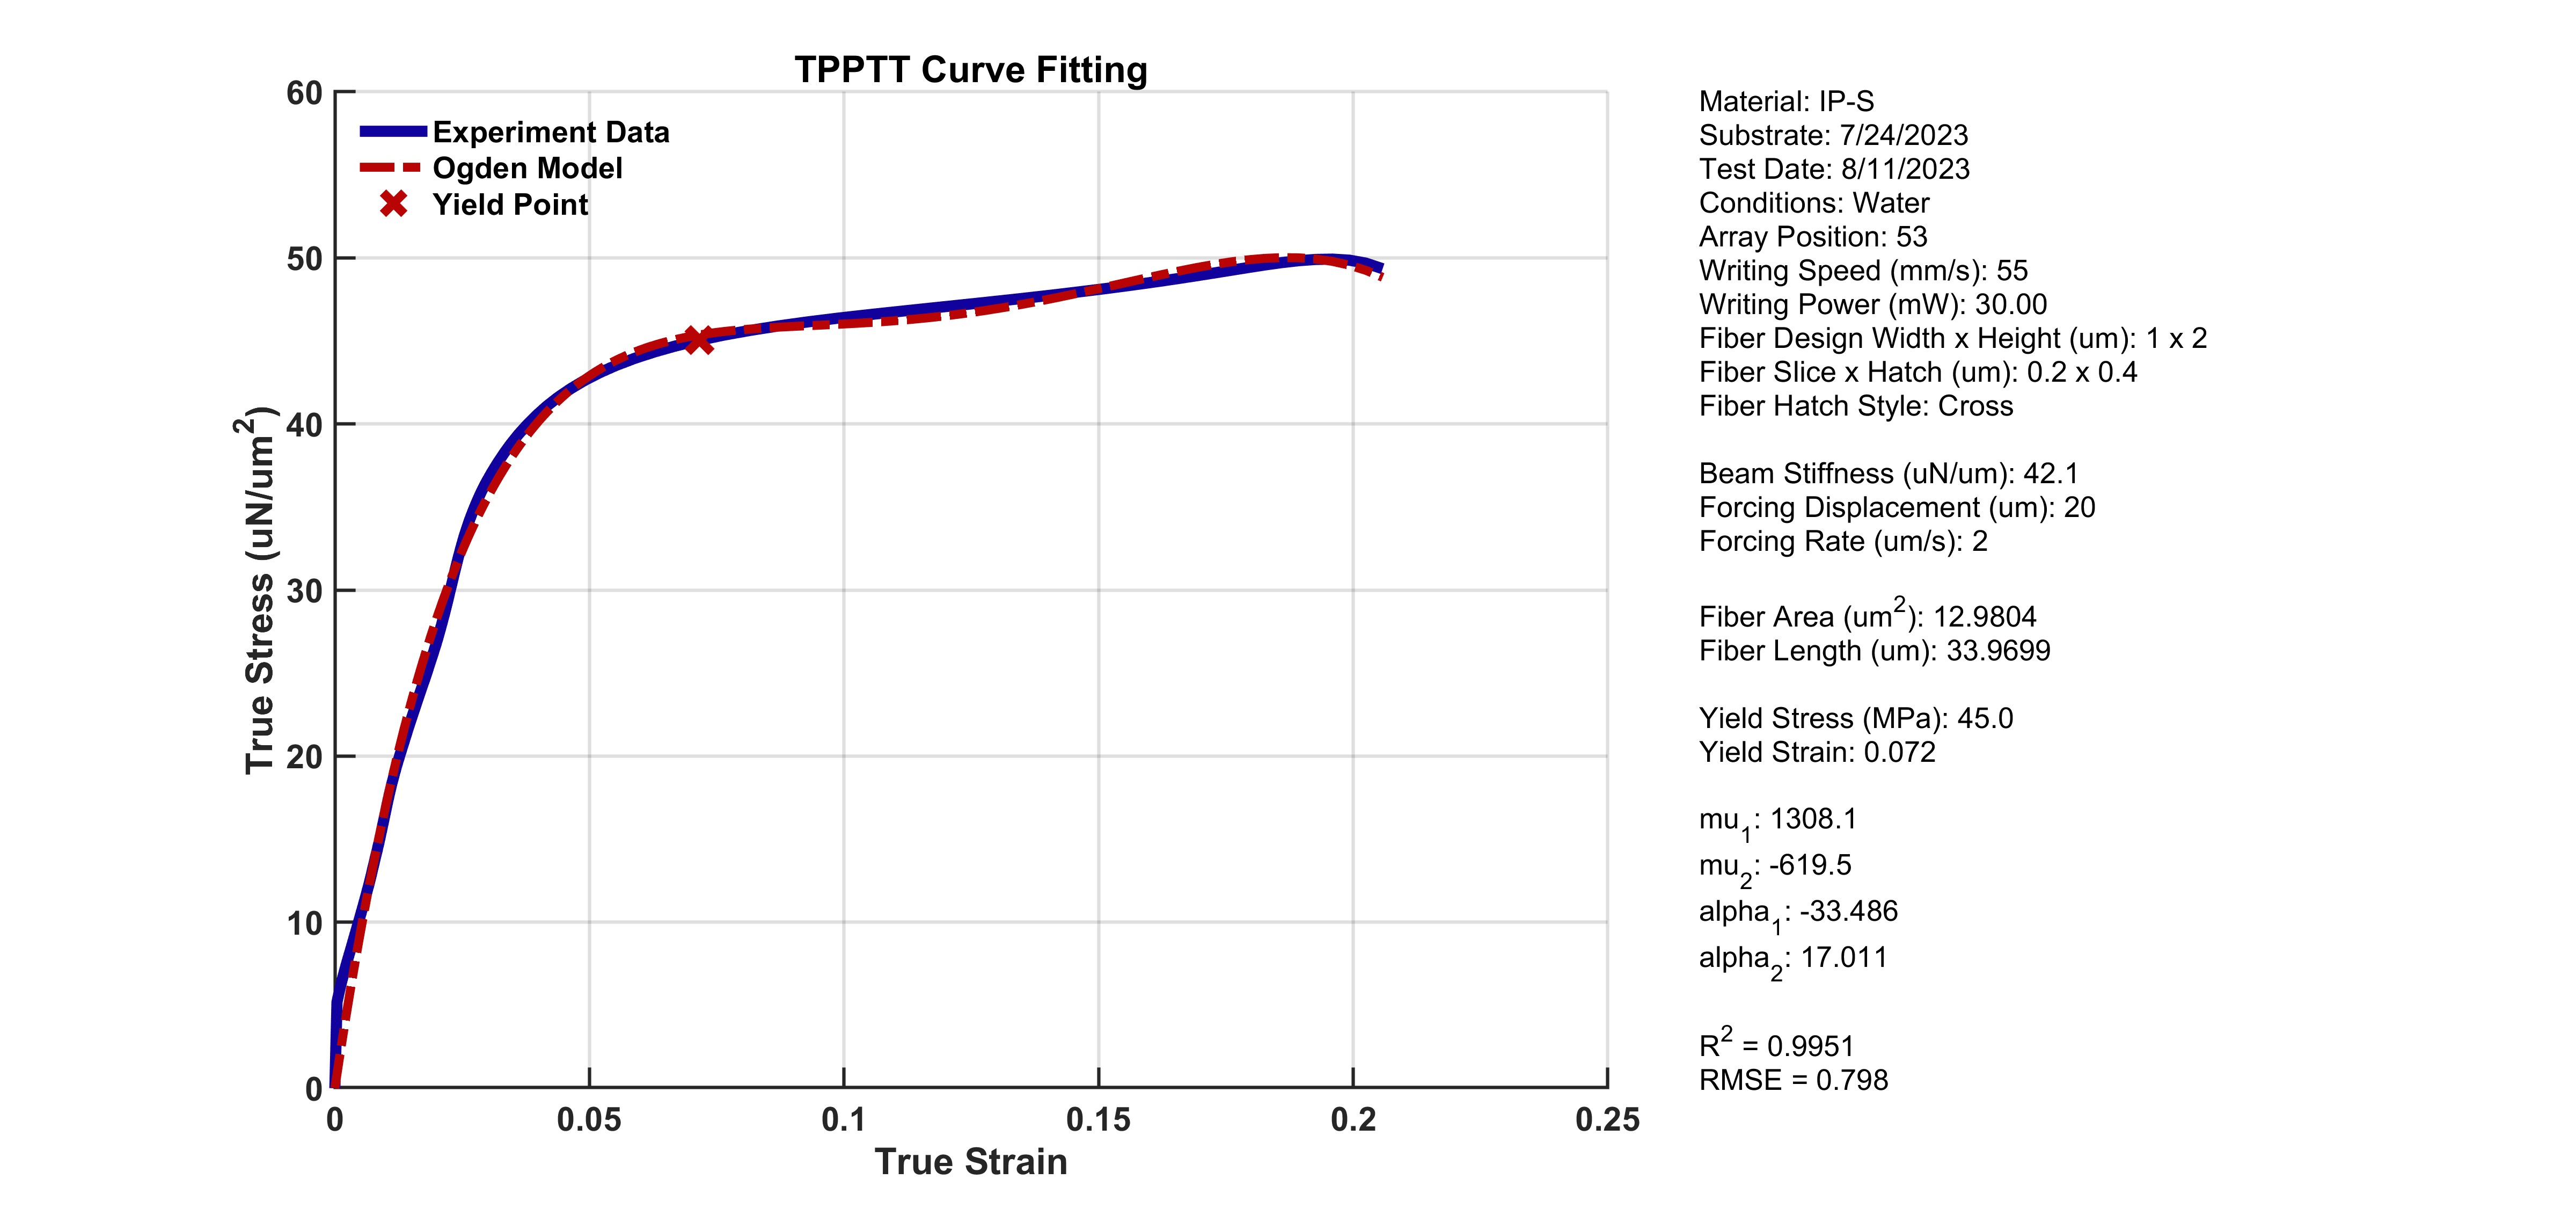 TPPTT Curve Fitting
60
50
40
30
20
10
0
True Stress (uN/um²)
Experiment Data
Ogden Model
Yield Point
0 0.05 0.1 0.15 0.2 0.25
True Strain
Material: IP-S
Substrate: 7/24/2023
Test Date: 8/11/2023
Conditions: Water
Array Position: 53
Writing Speed (mm/s): 55
Writing Power (mW): 30.00
Fiber Design Width x Height (um): 1 x 2
Fiber Slice x Hatch (um): 0.2 x 0.4
Fiber Hatch Style: Cross
Beam Stiffness (uN/um): 42.1
Forcing Displacement (um): 20
Forcing Rate (um/s): 2
Fiber Area (um²): 12.9804
Fiber Length (um): 33.9699
Yield Stress (MPa): 45.0
Yield Strain: 0.072
mu₁: 1308.1
mu₂: -619.5
alpha₁: -33.486
alpha₂: 17.011
R² = 0.9951
RMSE = 0.798